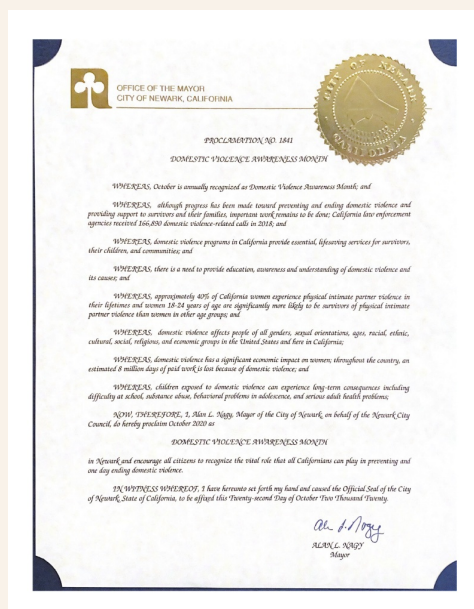 OFFICE OF THE MAYOR
CITY OF NEWARK, CALIFORNIA
CITY OF NEWARK
CALIFORNIA
PROCLAMATION NO. 1841
DOMESTIC VIOLENCE AWARENESS MONTH
WHEREAS, October is annually recognized as Domestic Violence Awareness Month; and
WHEREAS, although progress has been made toward preventing and ending domestic violence and
providing support to survivors and their families, important work remains to be done; California law enforcement
agencies received 166,890 domestic violence-related calls in 2018; and
WHEREAS, domestic violence programs in California provide essential, lifesaving services for survivors,
their children, and communities; and
WHEREAS, there is a need to provide education, awareness and understanding of domestic violence and
its causes; and
WHEREAS, approximately 40% of California women experience physical intimate partner violence in
their lifetimes and women 18-24 years of age are significantly more likely to be survivors of physical intimate
partner violence than women in other age groups; and
WHEREAS, domestic violence affects people of all genders, sexual orientations, ages, racial, ethnic,
cultural, social, religious, and economic groups in the United States and here in California;
WHEREAS, domestic violence has a significant economic impact on women; throughout the country, an
estimated 8 million days of paid work is lost because of domestic violence; and
WHEREAS, children exposed to domestic violence can experience long-term consequences including
difficulty at school, substance abuse, behavioral problems in adolescence, and serious adult health problems;
NOW, THEREFORE, I, Alan L. Nagy, Mayor of the City of Newark, on behalf of the Newark City
Council, do hereby proclaim October 2020 as
DOMESTIC VIOLENCE AWARENESS MONTH
in Newark and encourage all citizens to recognize the vital role that all Californians can play in preventing and
one day ending domestic violence.
IN WITNESS WHEREOF, I have hereunto set forth my hand and caused the Official Seal of the City
of Newark, State of California, to be affixed this Twenty-second Day of October Two Thousand Twenty.
ALAN L. NAGY
Mayor